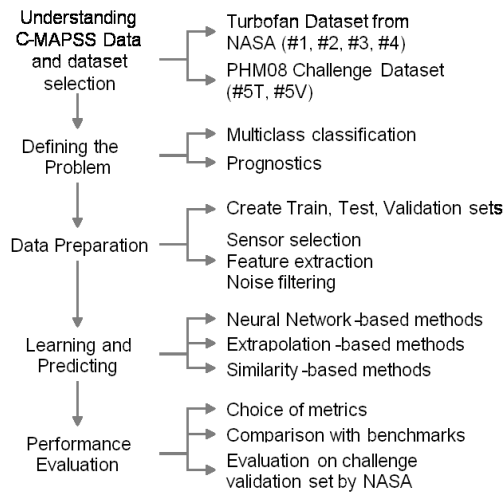 Understanding
C-MAPSS Data
and dataset
selection
Turbofan Dataset from
NASA (#1, #2, #3, #4)
PHM08 Challenge Dataset
(#5T, #5V)
Defining the
Problem
Multiclass classification
Prognostics
Data Preparation
Create Train, Test, Validation sets
Sensor selection
Feature extraction
Noise filtering
Learning and
Predicting
Neural Network-based methods
Extrapolation -based methods
Similarity-based methods
Performance
Evaluation
Choice of metrics
Comparison with benchmarks
Evaluation on challenge
validation set by NASA